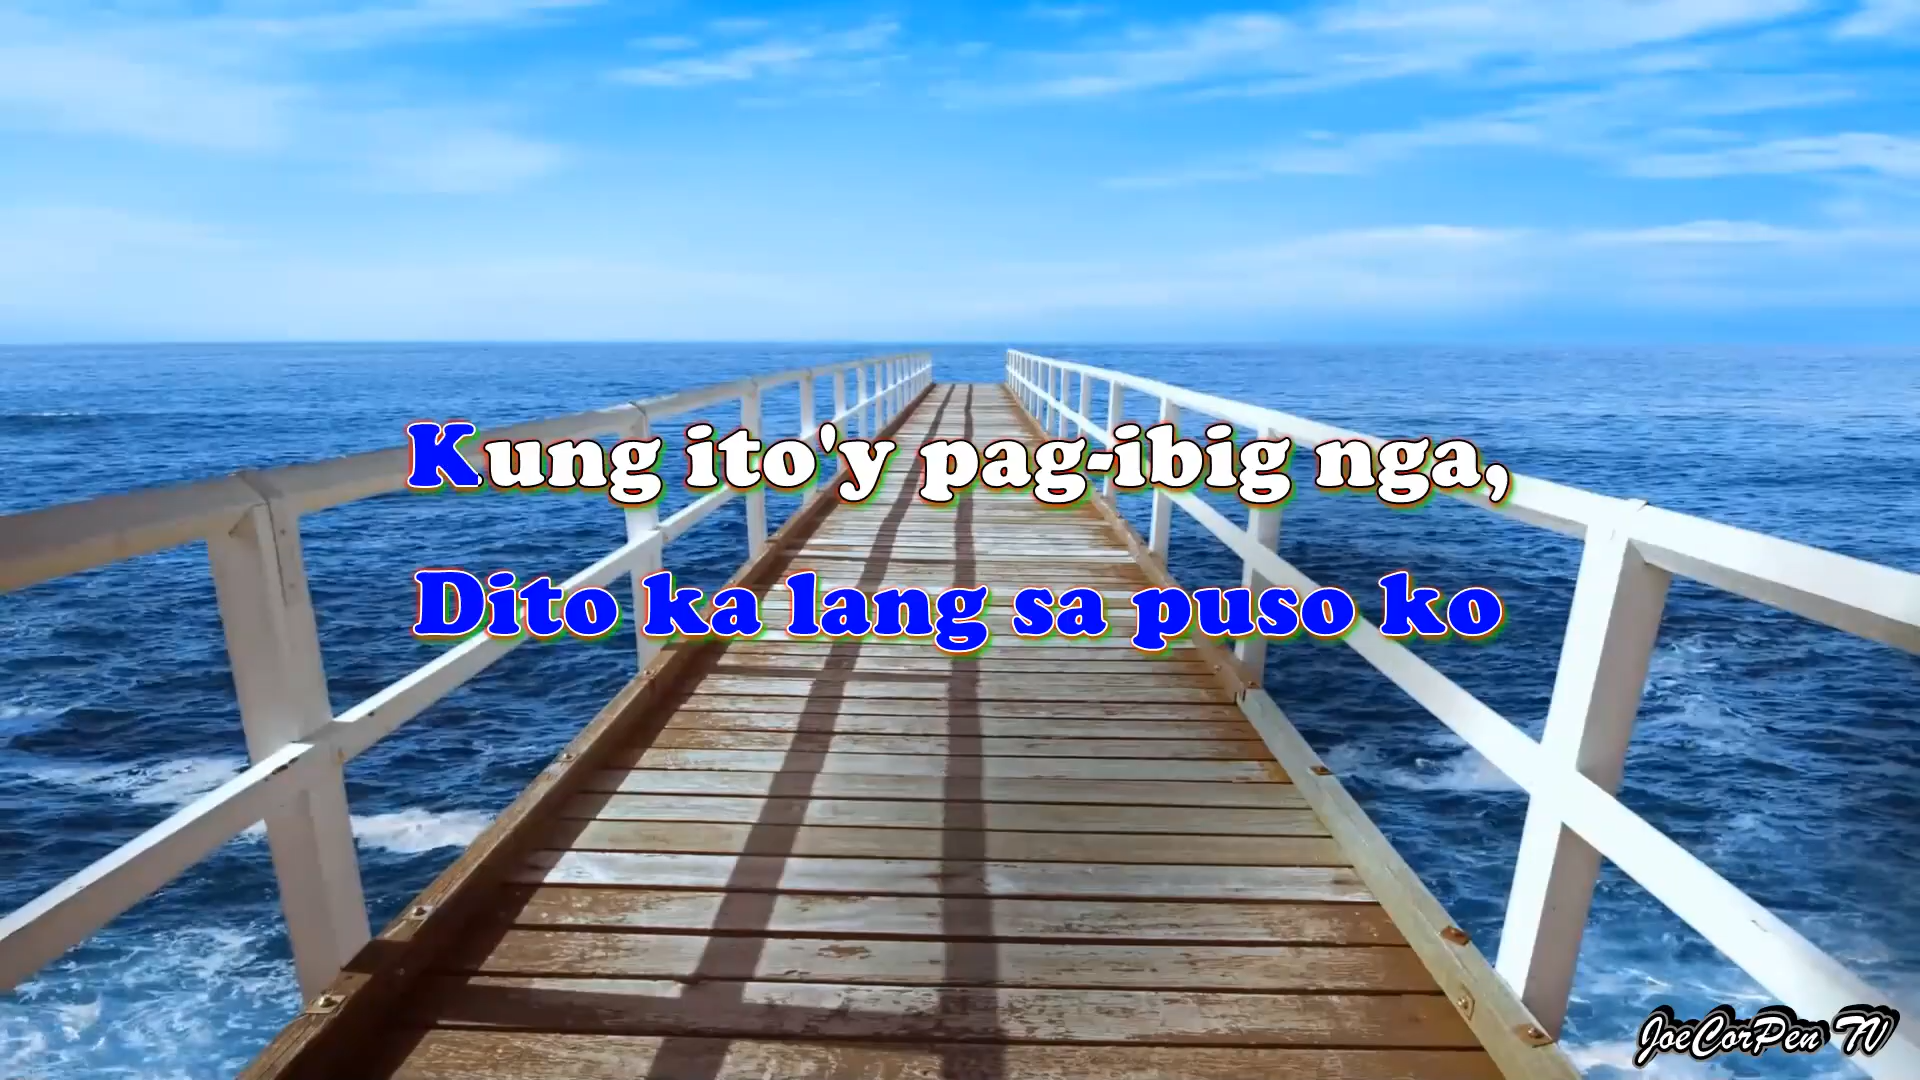 Kung ito'y pag-ibig nga,
Dito ka lang sa puso ko
JoeCorPen TV